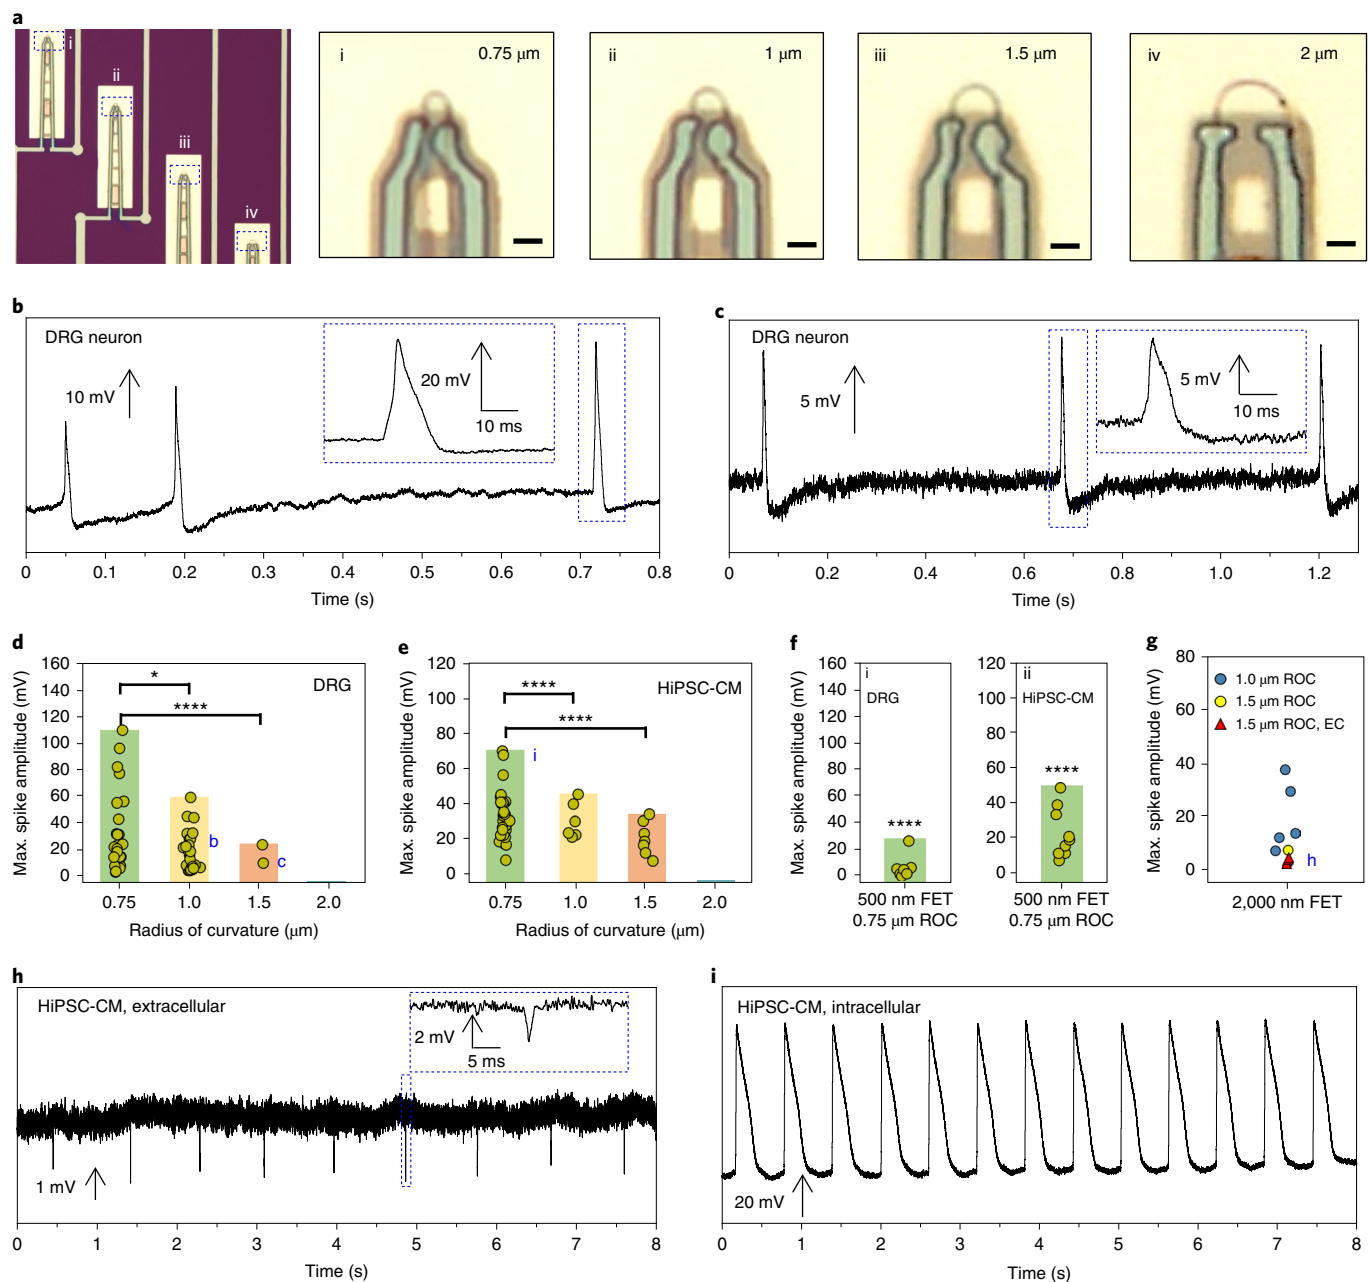 a
i
ii
iii
iv
i 0.75 μm
ii 1 μm
iii 1.5 μm
iv 2 μm
b
DRG neuron
10 mV
20 mV
10 ms
0 0.1 0.2 0.3 0.4 0.5 0.6 0.7 0.8
Time (s)
c
DRG neuron
5 mV
5 mV
10 ms
0 0.2 0.4 0.6 0.8 1.0 1.2
Time (s)
d
Max. spike amplitude (mV)
160
140
120
100
80
60
40
20
0
DRG
*
****
b
c
0.75 1.0 1.5 2.0
Radius of curvature (μm)
e
Max. spike amplitude (mV)
120
100
80
60
40
20
0
HiPSC-CM
****
****
i
0.75 1.0 1.5 2.0
Radius of curvature (μm)
f
Max. spike amplitude (mV)
160
140
120
100
80
60
40
20
0
i
DRG
****
500 nm FET
0.75 μm ROC
120
100
80
60
40
20
0
ii
HiPSC-CM
****
500 nm FET
0.75 μm ROC
g
Max. spike amplitude (mV)
80
60
40
20
0
1.0 μm ROC
1.5 μm ROC
1.5 μm ROC, EC
h
2,000 nm FET
h
HiPSC-CM, extracellular
2 mV
5 ms
1 mV
0 1 2 3 4 5 6 7 8
Time (s)
i
HiPSC-CM, intracellular
20 mV
0 1 2 3 4 5 6 7 8
Time (s)